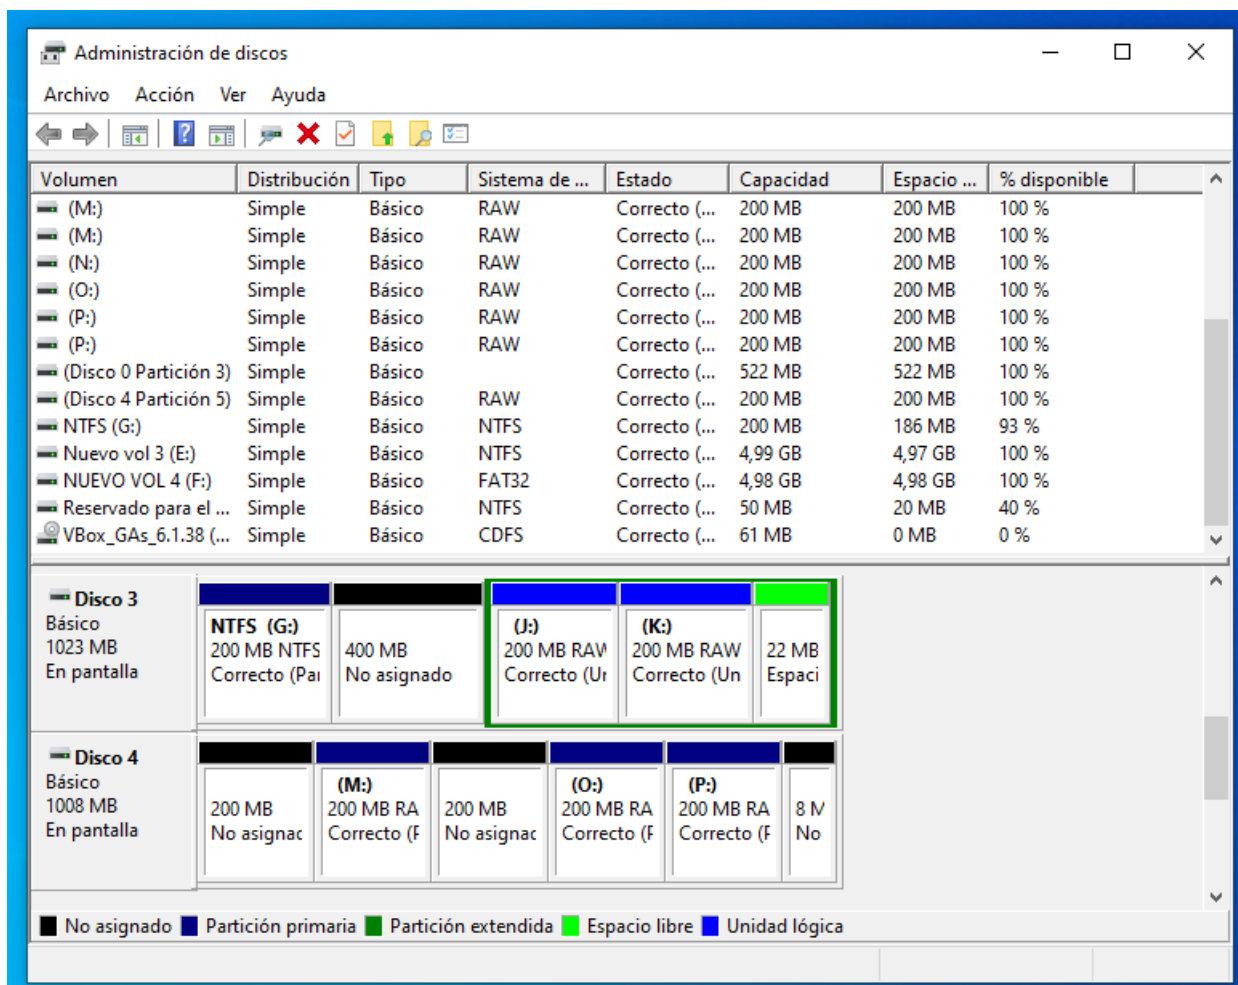 Administración de discos
Archivo Acción Ver Ayuda
Volumen Distribución Tipo Sistema de ... Estado Capacidad Espacio ... % disponible
(M:) Simple Básico RAW Correcto (... 200 MB 200 MB 100 %
(M:) Simple Básico RAW Correcto (... 200 MB 200 MB 100 %
(N:) Simple Básico RAW Correcto (... 200 MB 200 MB 100 %
(O:) Simple Básico RAW Correcto (... 200 MB 200 MB 100 %
(P:) Simple Básico RAW Correcto (... 200 MB 200 MB 100 %
(P:) Simple Básico RAW Correcto (... 200 MB 200 MB 100 %
(Disco 0 Partición 3) Simple Básico Correcto (... 522 MB 522 MB 100 %
(Disco 4 Partición 5) Simple Básico RAW Correcto (... 200 MB 200 MB 100 %
NTFS (G:) Simple Básico NTFS Correcto (... 200 MB 186 MB 93 %
Nuevo vol 3 (E:) Simple Básico NTFS Correcto (... 4,99 GB 4,97 GB 100 %
NUEVO VOL 4 (F:) Simple Básico FAT32 Correcto (... 4,98 GB 4,98 GB 100 %
Reservado para el ... Simple Básico NTFS Correcto (... 50 MB 20 MB 40 %
VBox_GAs_6.1.38 (... Simple Básico CDFS Correcto (... 61 MB 0 MB 0 %
Disco 3
Básico
1023 MB
En pantalla
NTFS (G:)
200 MB NTFS
Correcto (Par
400 MB
No asignado
(J:)
200 MB RAW
Correcto (Un
(K:)
200 MB RAW
Correcto (Un
22 MB
Espaci
Disco 4
Básico
1008 MB
En pantalla
200 MB
No asignac
(M:)
200 MB RA
Correcto (F
200 MB
No asignac
(O:)
200 MB RA
Correcto (F
(P:)
200 MB RA
Correcto (F
8 M
No
No asignado Partición primaria Partición extendida Espacio libre Unidad lógica